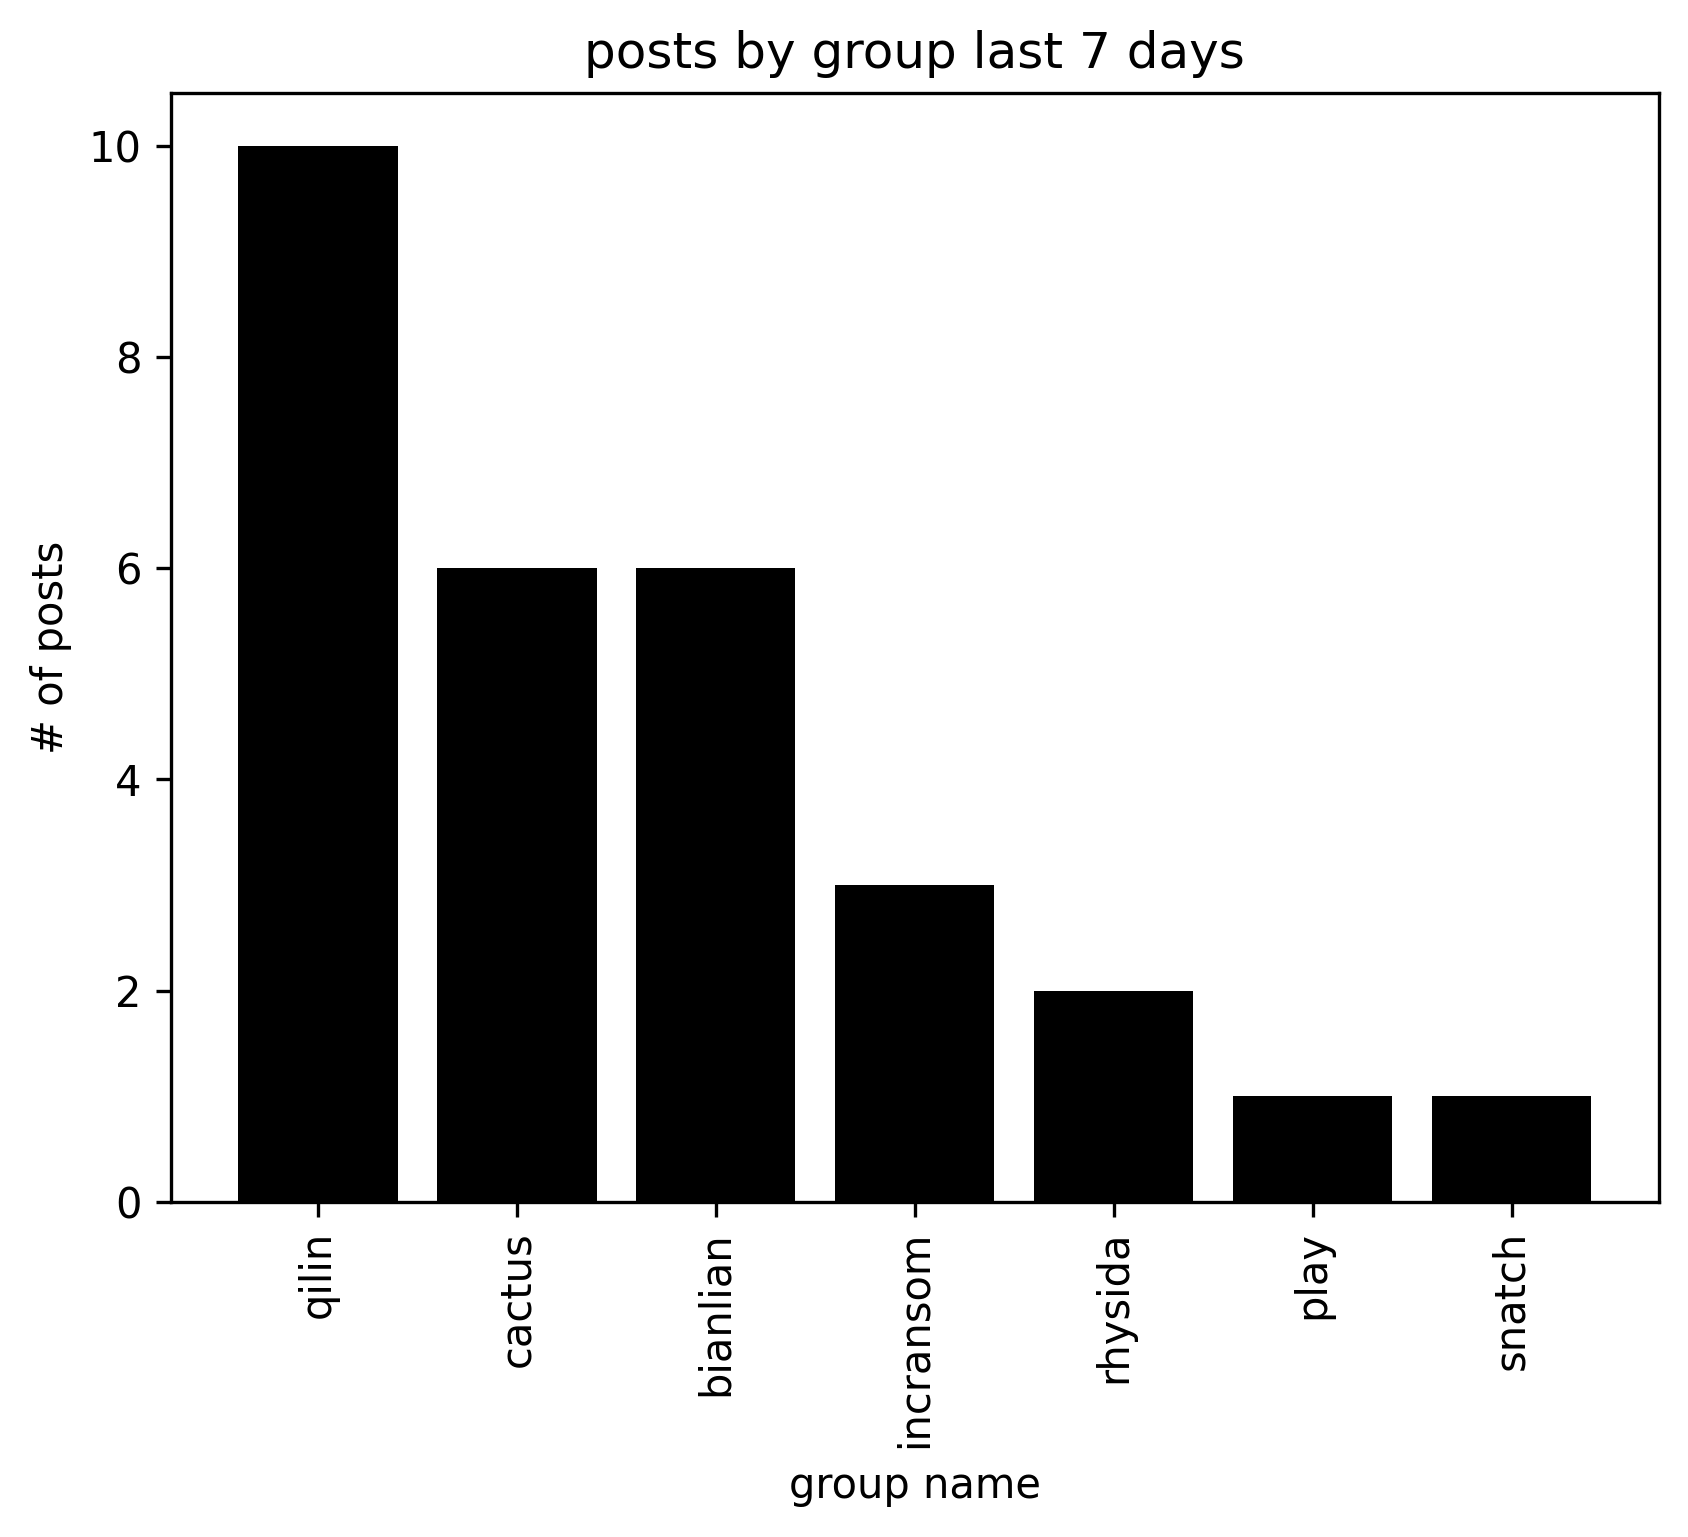 posts by group last 7 days
10
8
6
4
2
0
# of posts
qilin
cactus
bianlian
incransom
rhysida
play
snatch
group name